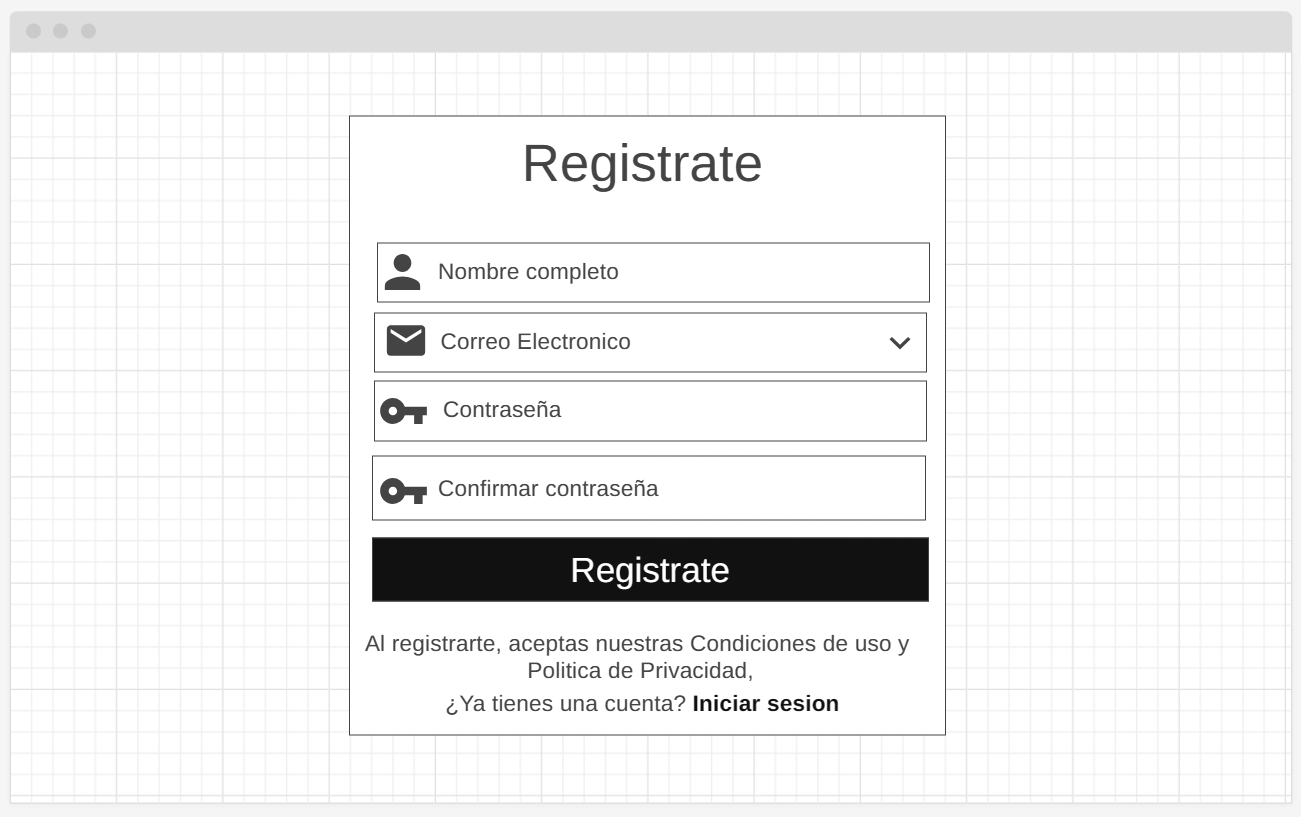 Registrate
Nombre completo
Correo Electronico
Contraseña
Confirmar contraseña
Registrate
Al registrarte, aceptas nuestras Condiciones de uso y
Politica de Privacidad,
¿Ya tienes una cuenta? Iniciar sesion